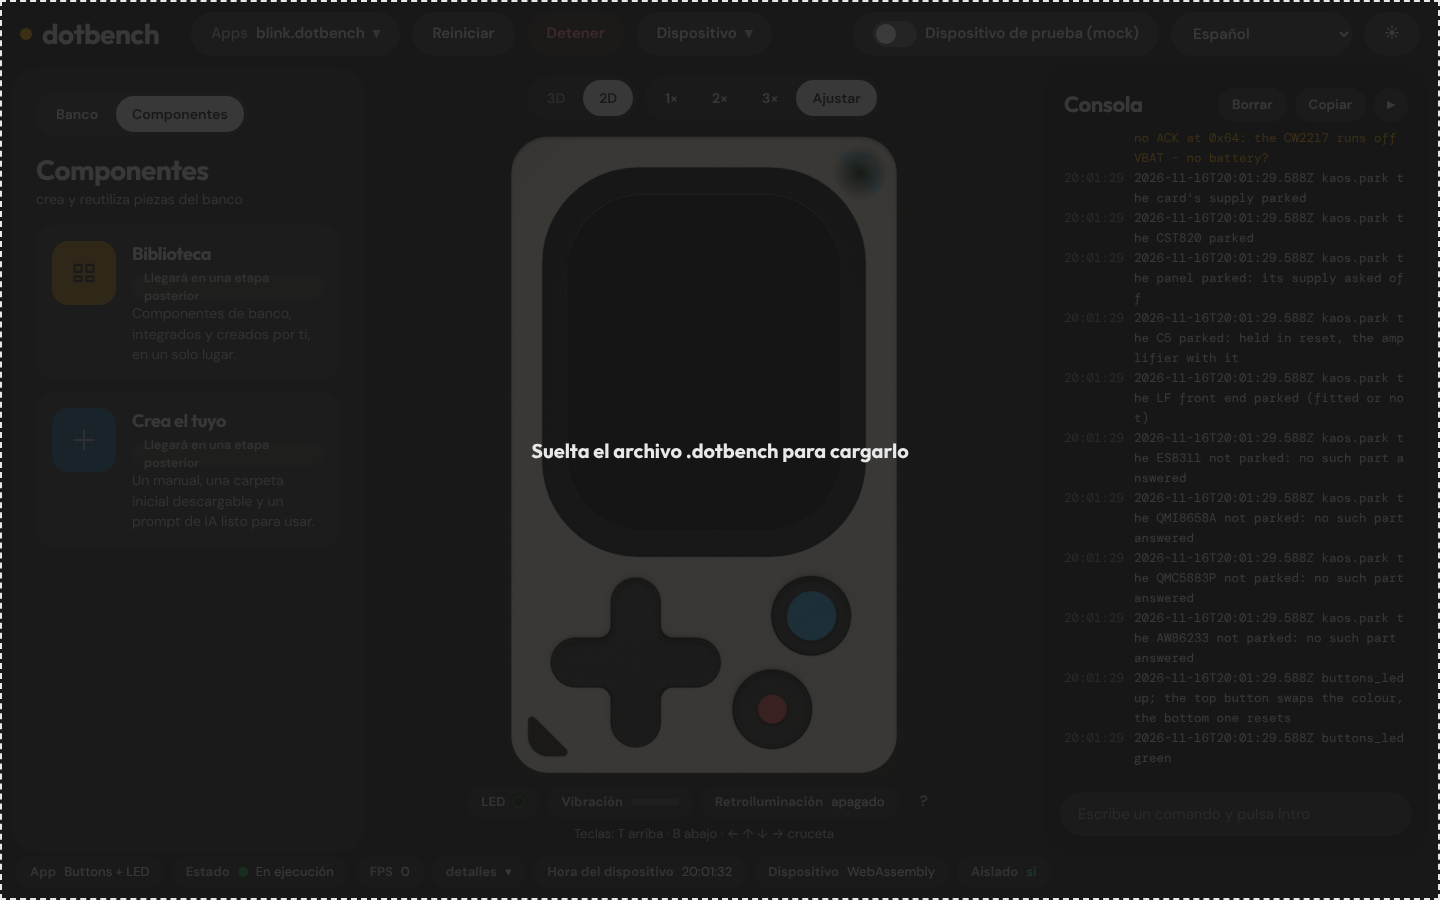 dotbench
Apps blink.dotbench ▾
Reiniciar
Detener
Dispositivo ▾
Dispositivo de prueba (mock)
Español
Banco
Componentes
Componentes
crea y reutiliza piezas del banco
Biblioteca
Llegará en una etapa
posterior
Componentes de banco,
integrados y creados por ti,
en un solo lugar.
Crea el tuyo
Llegará en una etapa
posterior
Un manual, una carpeta
inicial descargable y un
prompt de IA listo para usar.
3D
2D
1×
2×
3×
Ajustar
Suelta el archivo .dotbench para cargarlo
LED
Vibración
Retroiluminación apagado
?
Teclas: T arriba · B abajo · ← ↑ ↓ → cruceta
Consola
Borrar
Copiar
no ACK at 0x64: the CW2217 runs off
VBAT - no battery?
20:01:29 2026-11-16T20:01:29.588Z kaos.park t
he card's supply parked
20:01:29 2026-11-16T20:01:29.588Z kaos.park t
he CST820 parked
20:01:29 2026-11-16T20:01:29.588Z kaos.park t
he panel parked: its supply asked of
f
20:01:29 2026-11-16T20:01:29.588Z kaos.park t
he C5 parked: held in reset, the amp
lifier with it
20:01:29 2026-11-16T20:01:29.588Z kaos.park t
he LF front end parked (fitted or no
t)
20:01:29 2026-11-16T20:01:29.588Z kaos.park t
he ES8311 not parked: no such part a
nswered
20:01:29 2026-11-16T20:01:29.588Z kaos.park t
he QMI8658A not parked: no such part
answered
20:01:29 2026-11-16T20:01:29.588Z kaos.park t
he QMC5883P not parked: no such part
answered
20:01:29 2026-11-16T20:01:29.588Z kaos.park t
he AW86233 not parked: no such part
answered
20:01:29 2026-11-16T20:01:29.588Z buttons_led
up; the top button swaps the colour,
the bottom one resets
20:01:29 2026-11-16T20:01:29.588Z buttons_led
green
Escribe un comando y pulsa Intro
App Buttons + LED
Estado En ejecución
FPS 0
detalles ▾
Hora del dispositivo 20:01:32
Dispositivo WebAssembly
Aislado sí